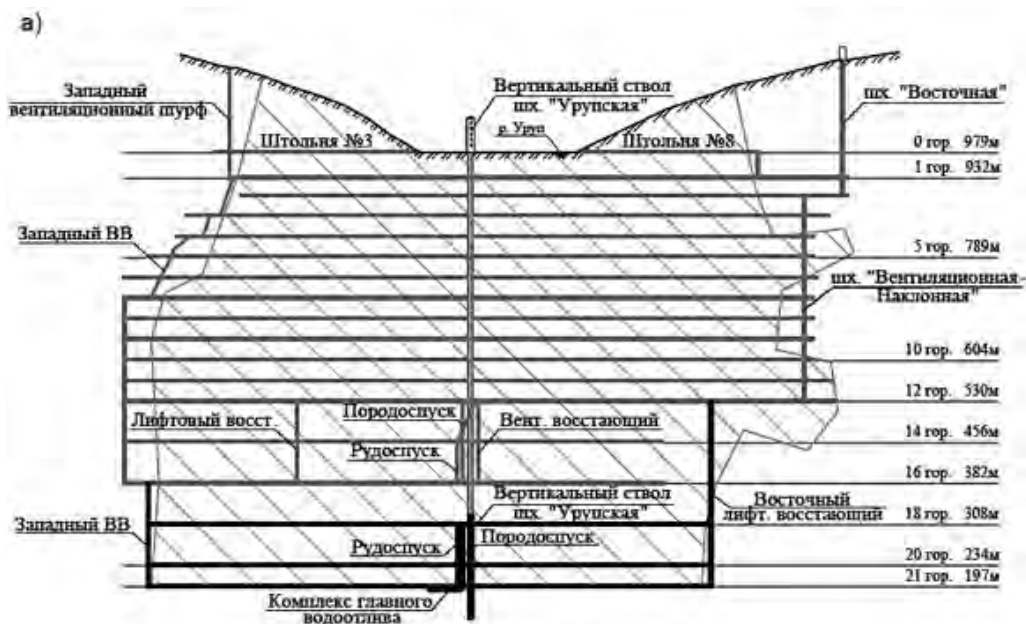 а)
Западный
вентиляционный шурф
Вертикальный ствол
шх. "Урупская"
р. Уруп
шх. "Восточная"
Штольня №3
Штольня №8
0 гор. 979м
1 гор. 932м
Западный ВВ
5 гор. 789м
шх. "Вентиляционная-
Наклонная"
10 гор. 604м
12 гор. 530м
Лифтовый восст.
Породоспуск
Вент. восстающий
14 гор. 456м
Рудоспуск
16 гор. 382м
Вертикальный ствол
шх. "Урупская"
Восточный
лифт. восстающий
18 гор. 308м
Западный ВВ
Рудоспуск
Породоспуск
20 гор. 234м
21 гор. 197м
Комплекс главного
водоотлива